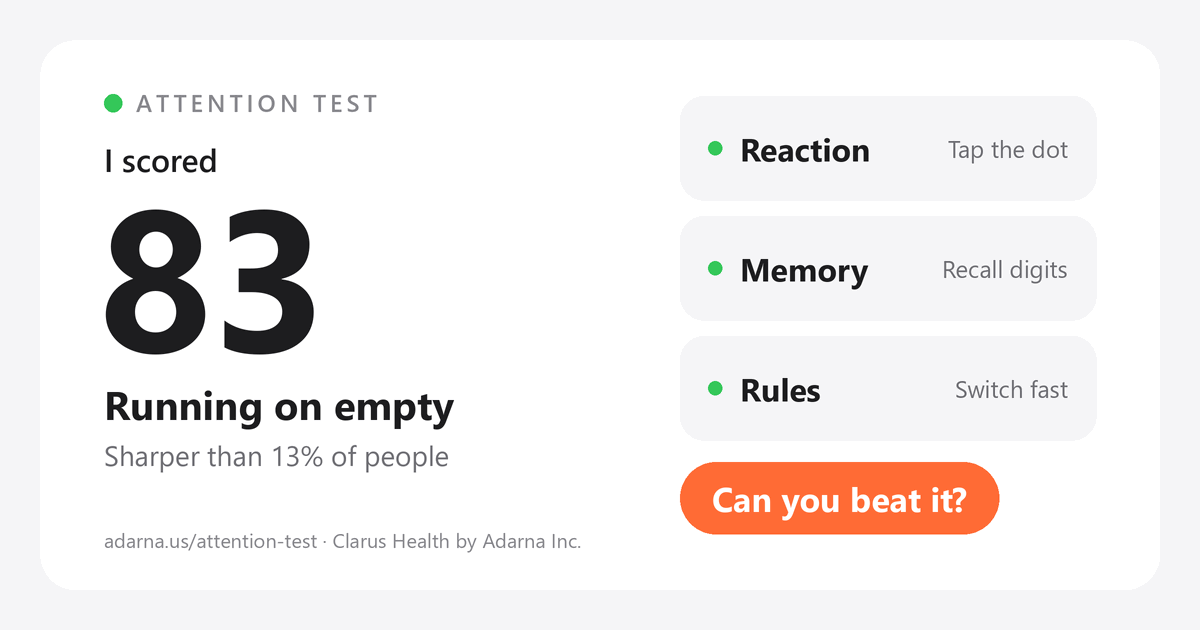 ATTENTION TEST
I scored
83
Running on empty
Sharper than 13% of people
adarna.us/attention-test · Clarus Health by Adarna Inc.
Reaction Tap the dot
Memory Recall digits
Rules Switch fast
Can you beat it?